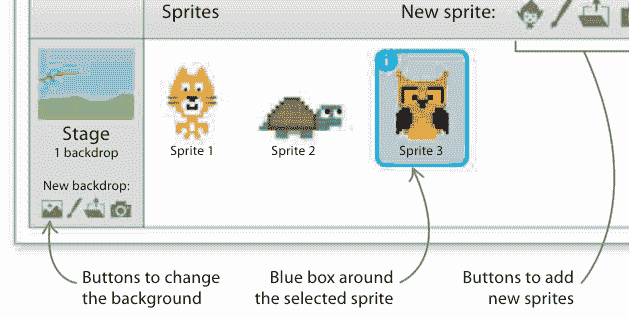 Sprites
New sprite:
Stage
1 backdrop
New backdrop:
i
Sprite 1
Sprite 2
Sprite 3
Buttons to change
the background
Blue box around
the selected sprite
Buttons to add
new sprites